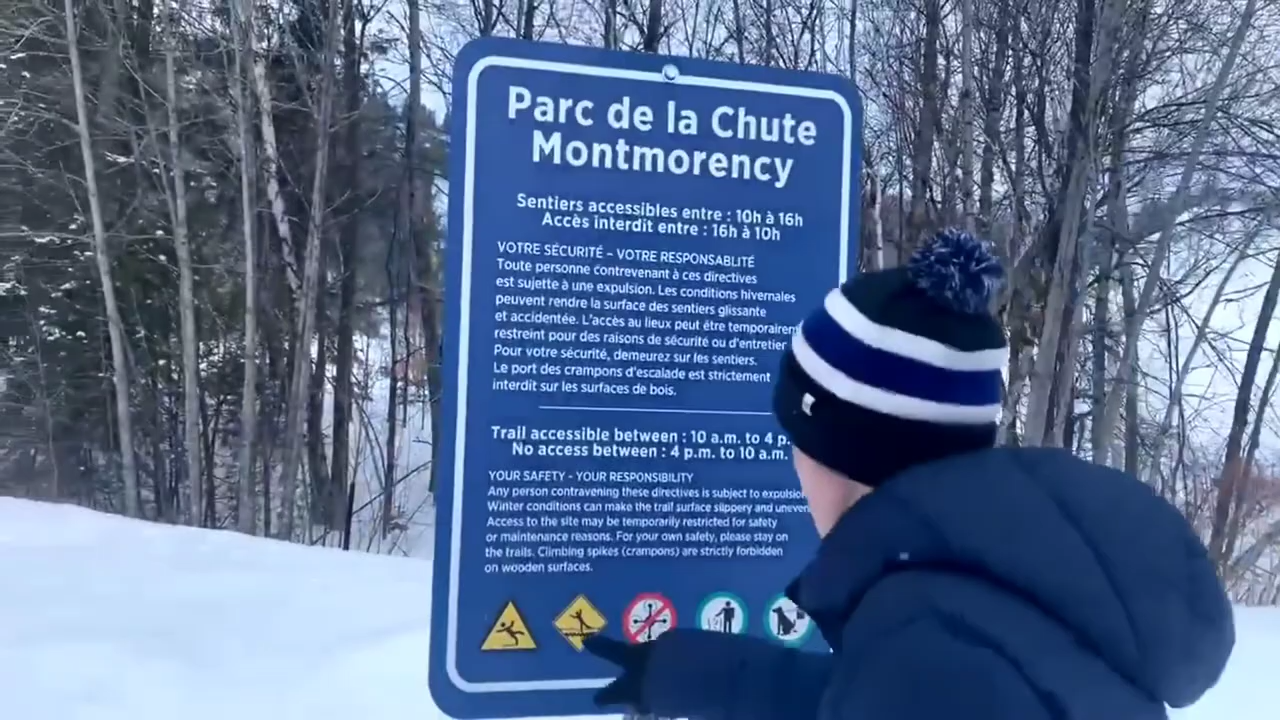 Parc de la Chute
Montmorency
Sentiers accessibles entre : 10h à 16h
Accès interdit entre : 16h à 10h
VOTRE SÉCURITÉ – VOTRE RESPONSABLITÉ
Toute personne contrevenant à ces directives
est sujette à une expulsion. Les conditions hivernales
peuvent rendre la surface des sentiers glissante
et accidentée. L'accès au lieux peut être temporairem
restreint pour des raisons de sécurité ou d'entretier
Pour votre sécurité, demeurez sur les sentiers.
Le port des crampons d'escalade est strictement
interdit sur les surfaces de bois.
Trail accessible between : 10 a.m. to 4 p.
No access between : 4 p.m. to 10 a.m.
YOUR SAFETY - YOUR RESPONSIBILITY
Any person contravening these directives is subject to expulsion
Winter conditions can make the trail surface slippery and uneven
Access to the site may be temporarily restricted for safety
or maintenance reasons. For your own safety, please stay on
the trails. Climbing spikes (crampons) are strictly forbidden
on wooden surfaces.